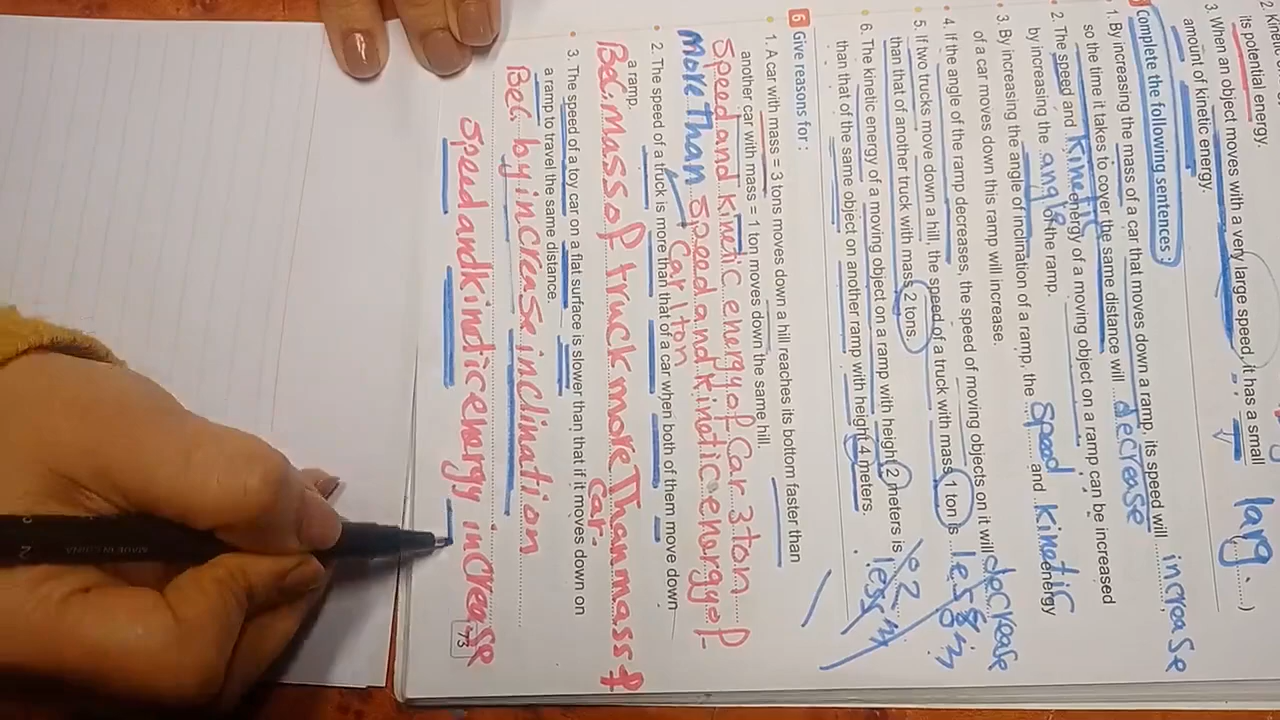 its potential energy.
3. When an object moves with a very large speed, it has a small larg. ......)
amount of kinetic energy.
Complete the following sentences :
1. By increasing the mass of a car that moves down a ramp, its speed will increase,
so the time it takes to cover the same distance will decrease
2. The speed and kinetic energy of a moving object on a ramp can be increased
by increasing the angle of the ramp.
3. By increasing the angle of inclination of a ramp, the speed and kinetic energy
of a car moves down this ramp will increase.
4. If the angle of the ramp decreases, the speed of moving objects on it will decrease
5. If two trucks move down a hill, the speed of a truck with mass 1 ton is less
than that of another truck with mass 2 tons.
6. The kinetic energy of a moving object on a ramp with height 2 meters is less
than that of the same object on another ramp with height 4 meters.
6 Give reasons for :
1. A car with mass = 3 tons moves down a hill reaches its bottom faster than
another car with mass = 1 ton moves down the same hill.
speed and kinetic energy of Car 3 ton
more Than speed and kinetic energy of
Car 1 ton
2. The speed of a truck is more than that of a car when both of them move down
a ramp.
Bec. mass of truck more Than mass of
Car.
3. The speed of a toy car on a flat surface is slower than that if it moves down on
a ramp to travel the same distance.
Bec. by increase inclination
speed and kinetic energy increase
73
MADE IN CHINA